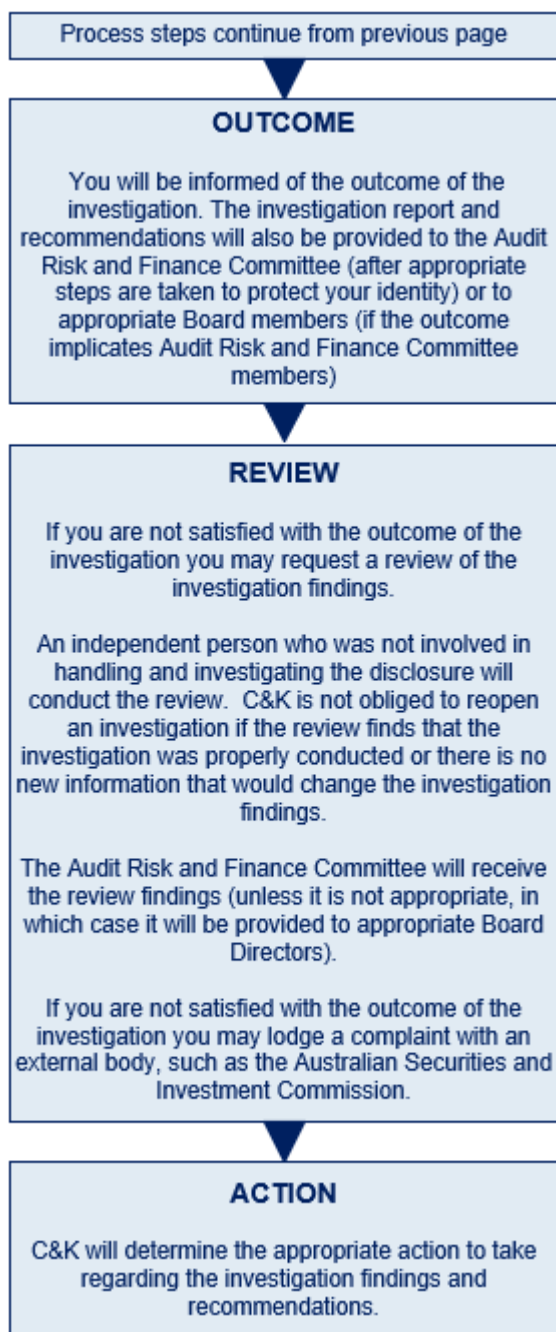 Process steps continue from previous page
OUTCOME
You will be informed of the outcome of the
investigation. The investigation report and
recommendations will also be provided to the Audit
Risk and Finance Committee (after appropriate
steps are taken to protect your identity) or to
appropriate Board members (if the outcome
implicates Audit Risk and Finance Committee
members)
REVIEW
If you are not satisfied with the outcome of the
investigation you may request a review of the
investigation findings.
An independent person who was not involved in
handling and investigating the disclosure will
conduct the review.  C&K is not obliged to reopen
an investigation if the review finds that the
investigation was properly conducted or there is no
new information that would change the investigation
findings.
The Audit Risk and Finance Committee will receive
the review findings (unless it is not appropriate, in
which case it will be provided to appropriate Board
Directors).
If you are not satisfied with the outcome of the
investigation you may lodge a complaint with an
external body, such as the Australian Securities and
Investment Commission.
ACTION
C&K will determine the appropriate action to take
regarding the investigation findings and
recommendations.